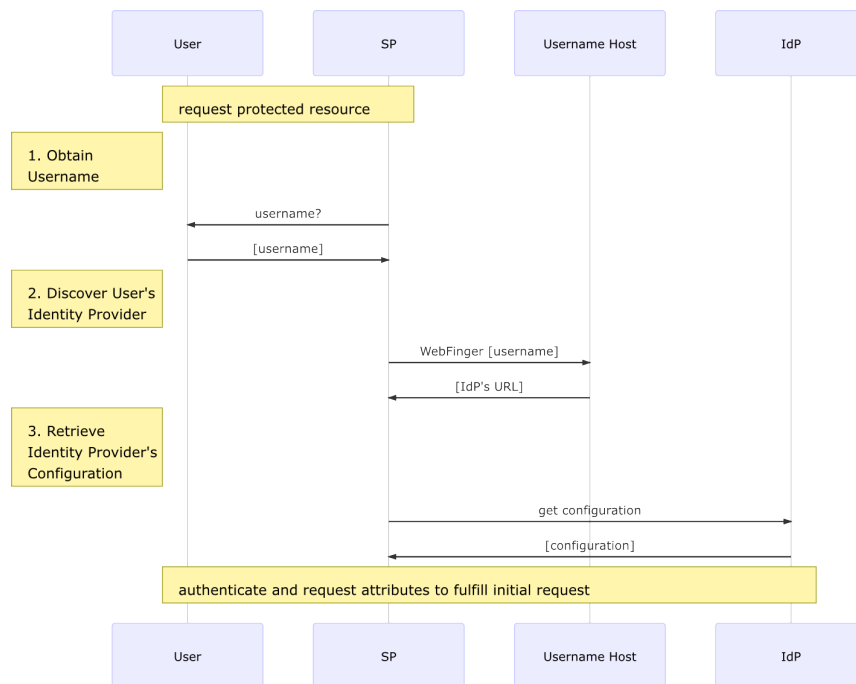 User
SP
Username Host
IdP
request protected resource
1. Obtain
Username
username?
[username]
2. Discover User's
Identity Provider
WebFinger [username]
[IdP's URL]
3. Retrieve
Identity Provider's
Configuration
get configuration
[configuration]
authenticate and request attributes to fulfill initial request
User
SP
Username Host
IdP